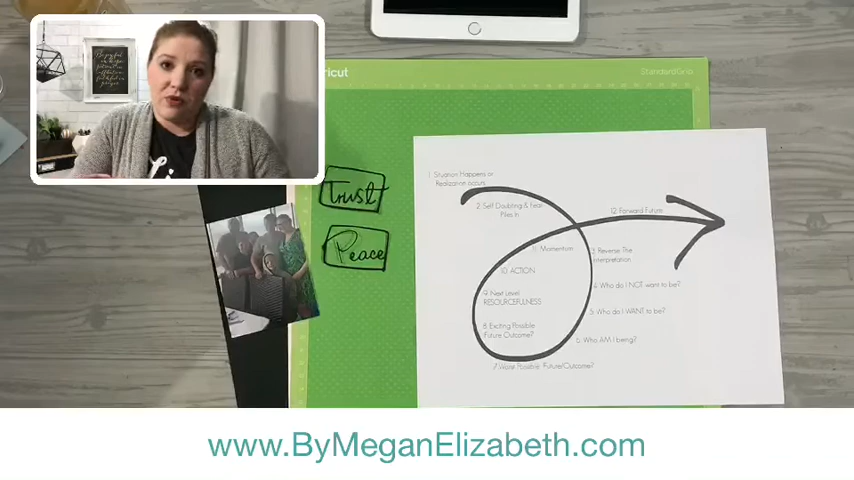 StandardGrip
ricut
Trust
Peace
1. Situation Happens or
Realization occurs
2. Self Doubting & Fear
Piles In
12. Forward Future
11. Momentum
3. Reverse The
Interpretation
10. ACTION
4. Who do I NOT want to be?
9. Next Level
RESOURCEFULNESS
5. Who do I WANT to be?
8. Exciting Possible
Future Outcome?
6. Who AM I being?
7. Worse Possible Future/Outcome?
www.ByMeganElizabeth.com